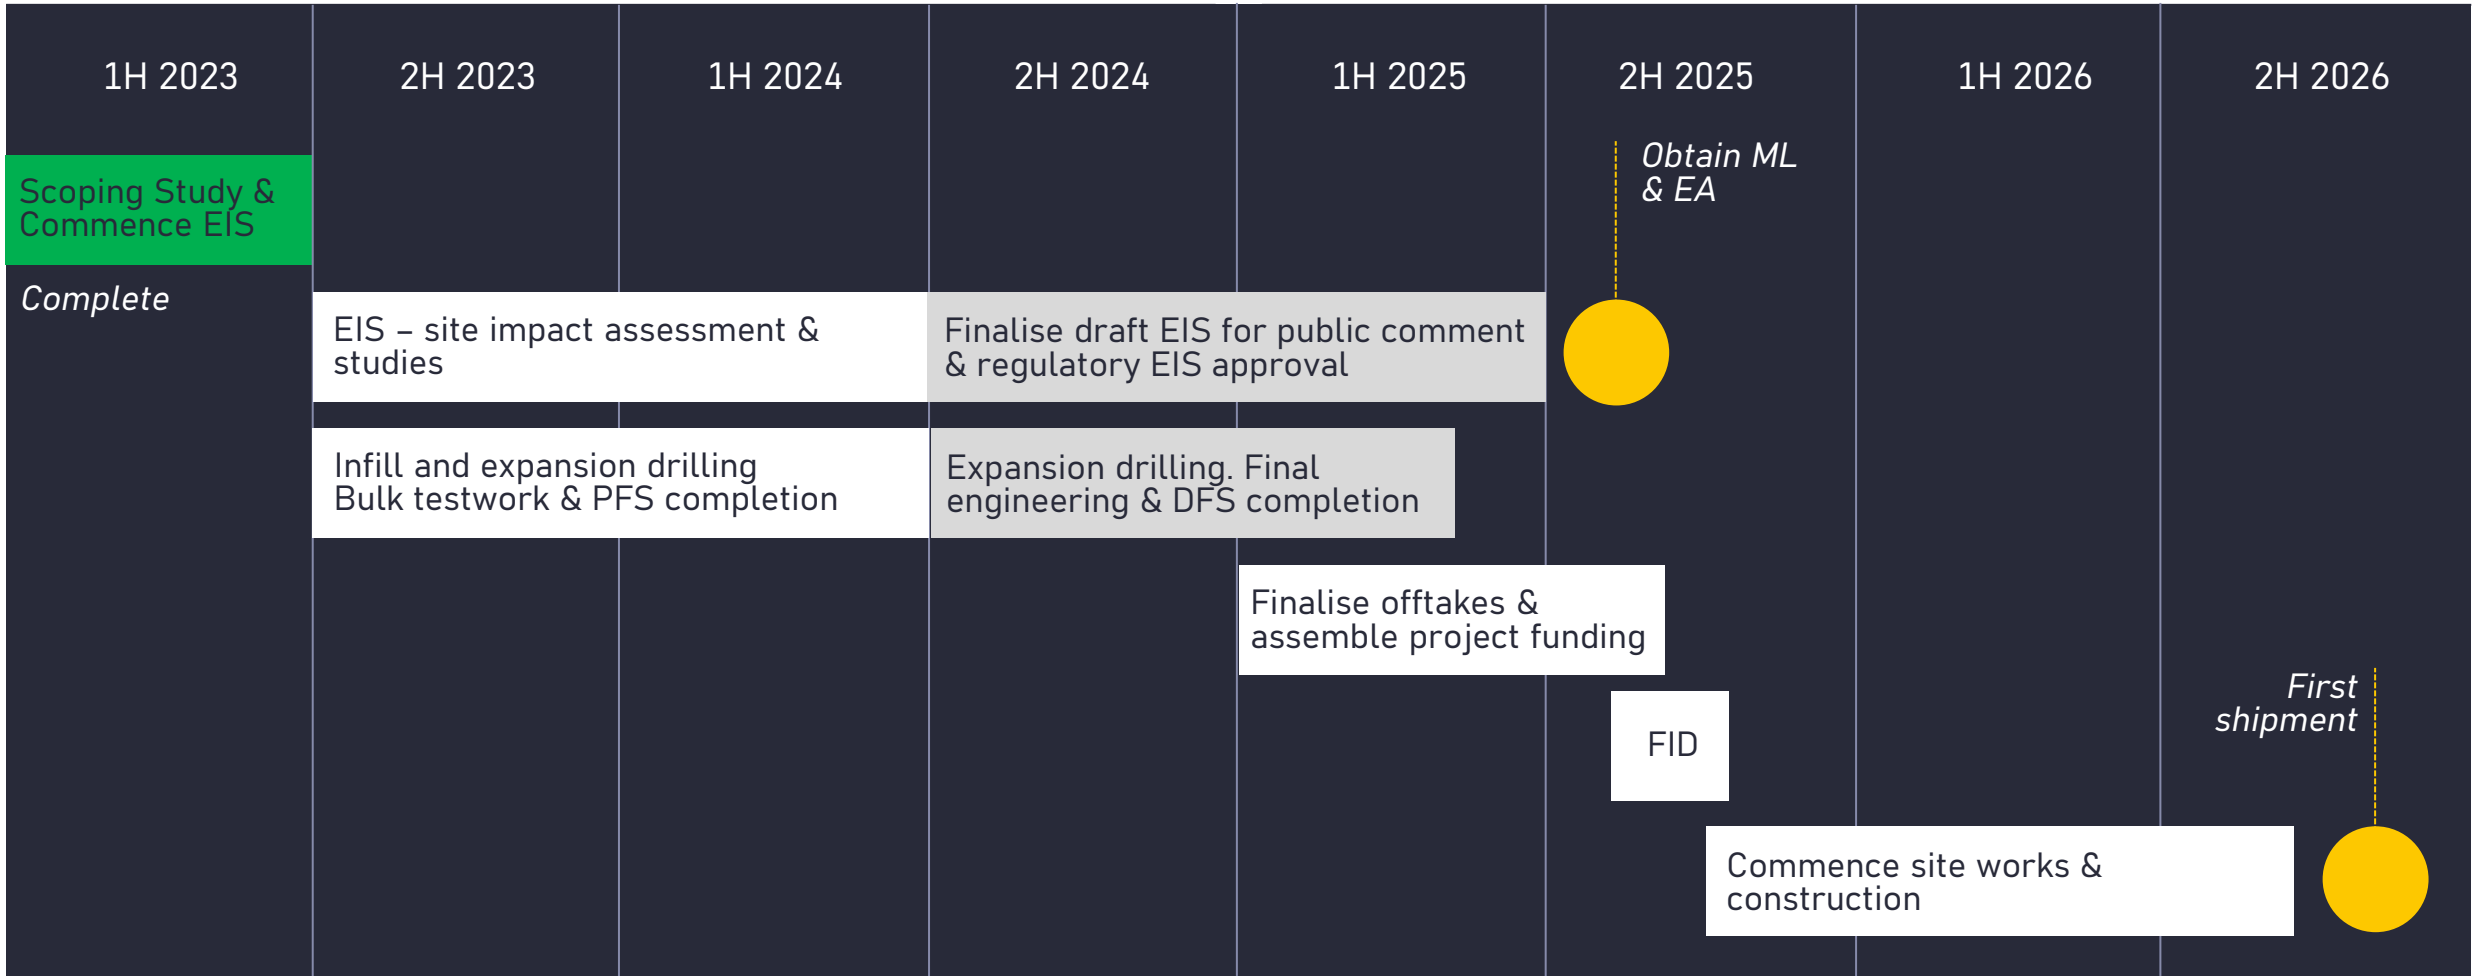 1H 2023
2H 2023
1H 2024
2H 2024
1H 2025
2H 2025
1H 2026
2H 2026
Obtain ML
& EA
Scoping Study &
Commence EIS
Complete
EIS – site impact assessment &
studies
Finalise draft EIS for public comment
& regulatory EIS approval
Infill and expansion drilling
Bulk testwork & PFS completion
Expansion drilling. Final
engineering & DFS completion
Finalise offtakes &
assemble project funding
First
shipment
FID
Commence site works &
construction